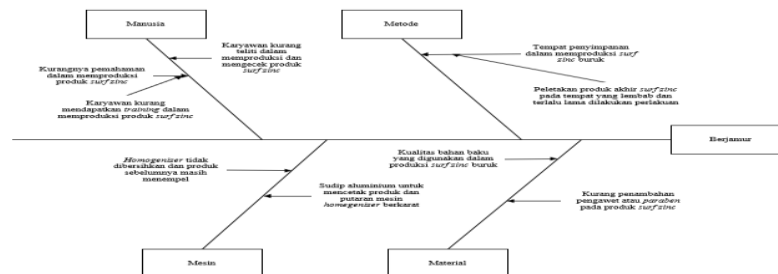 Manusia
Metode
Karyawan kurang
teliti dalam
memproduksi dan
mengecek produk
surf zinc
Kurangnya pemahaman
dalam memproduksi
produk surf zinc
Karyawan kurang
mendapatkan training dalam
memproduksi produk surf zinc
Tempat penyimpanan
dalam memproduksi surf
zinc buruk
Peletakan produk akhir surf zinc
pada tempat yang lembab dan
terlalu lama dilakukan perlakuan
Berjamur
Homogenizer tidak
dibersihkan dan produk
sebelumnya masih
menempel
Sudip aluminium untuk
mencetak produk dan
putaran mesin
homogenizer berkarat
Kualitas bahan baku
yang digunakan dalam
produksi surf zinc buruk
Kurang penambahan
pengawet atau paraben
pada produk surf zinc
Mesin
Material